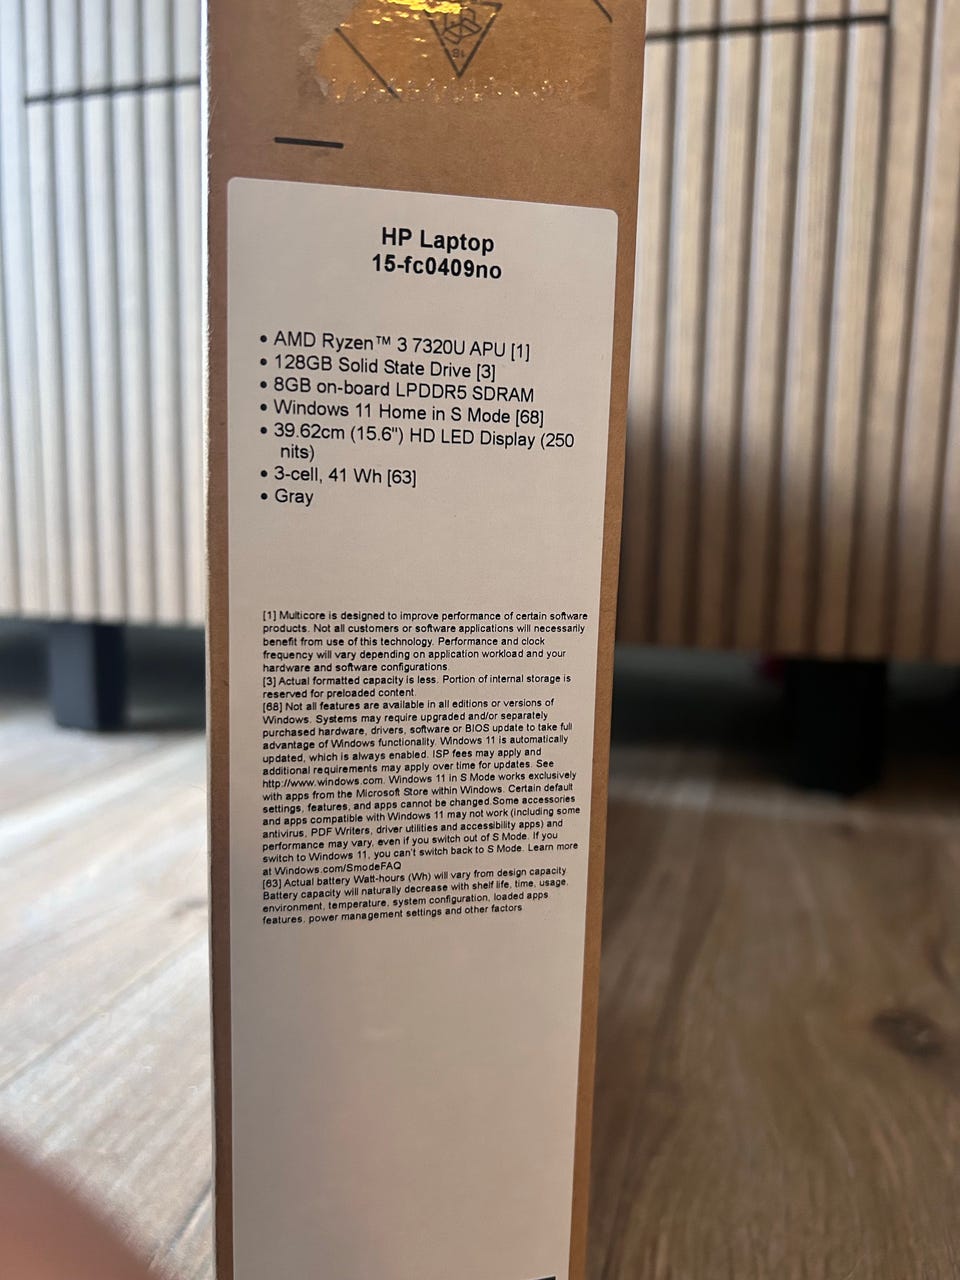 HP Laptop
15-fc0409no
• AMD Ryzen™ 3 7320U APU [1]
• 128GB Solid State Drive [3]
• 8GB on-board LPDDR5 SDRAM
• Windows 11 Home in S Mode [68]
• 39.62cm (15.6") HD LED Display (250
nits)
• 3-cell, 41 Wh [63]
• Gray
[1] Multicore is designed to improve performance of certain software
products. Not all customers or software applications will necessarily
benefit from use of this technology. Performance and clock
frequency will vary depending on application workload and your
hardware and software configurations.
[3] Actual formatted capacity is less. Portion of internal storage is
reserved for preloaded content.
[68] Not all features are available in all editions or versions of
Windows. Systems may require upgraded and/or separately
purchased hardware, drivers, software or BIOS update to take full
advantage of Windows functionality. Windows 11 is automatically
updated, which is always enabled. ISP fees may apply and
additional requirements may apply over time for updates. See
http://www.windows.com. Windows 11 in S Mode works exclusively
with apps from the Microsoft Store within Windows. Certain default
settings, features, and apps cannot be changed.Some accessories
and apps compatible with Windows 11 may not work (including some
antivirus, PDF Writers, driver utilities and accessibility apps) and
performance may vary, even if you switch out of S Mode. If you
switch to Windows 11, you can't switch back to S Mode. Learn more
at Windows.com/SmodeFAQ
[63] Actual battery Watt-hours (Wh) will vary from design capacity.
Battery capacity will naturally decrease with shelf life, time, usage,
environment, temperature, system configuration, loaded apps,
features, power management settings and other factors